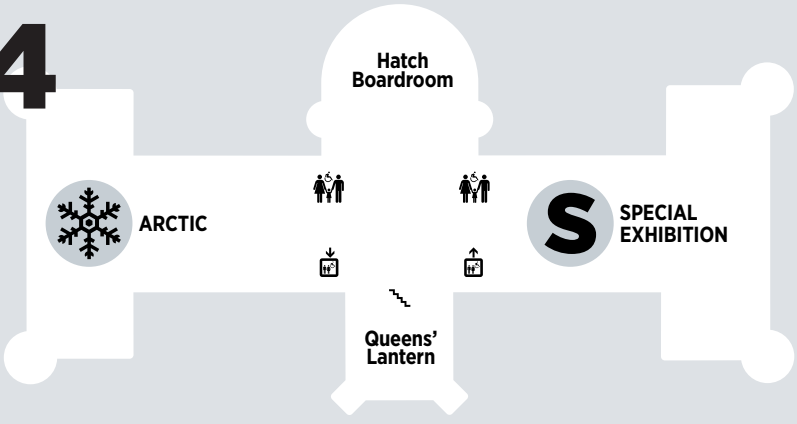 4
Hatch
Boardroom
ARCTIC
S
SPECIAL
EXHIBITION
Queens’
Lantern